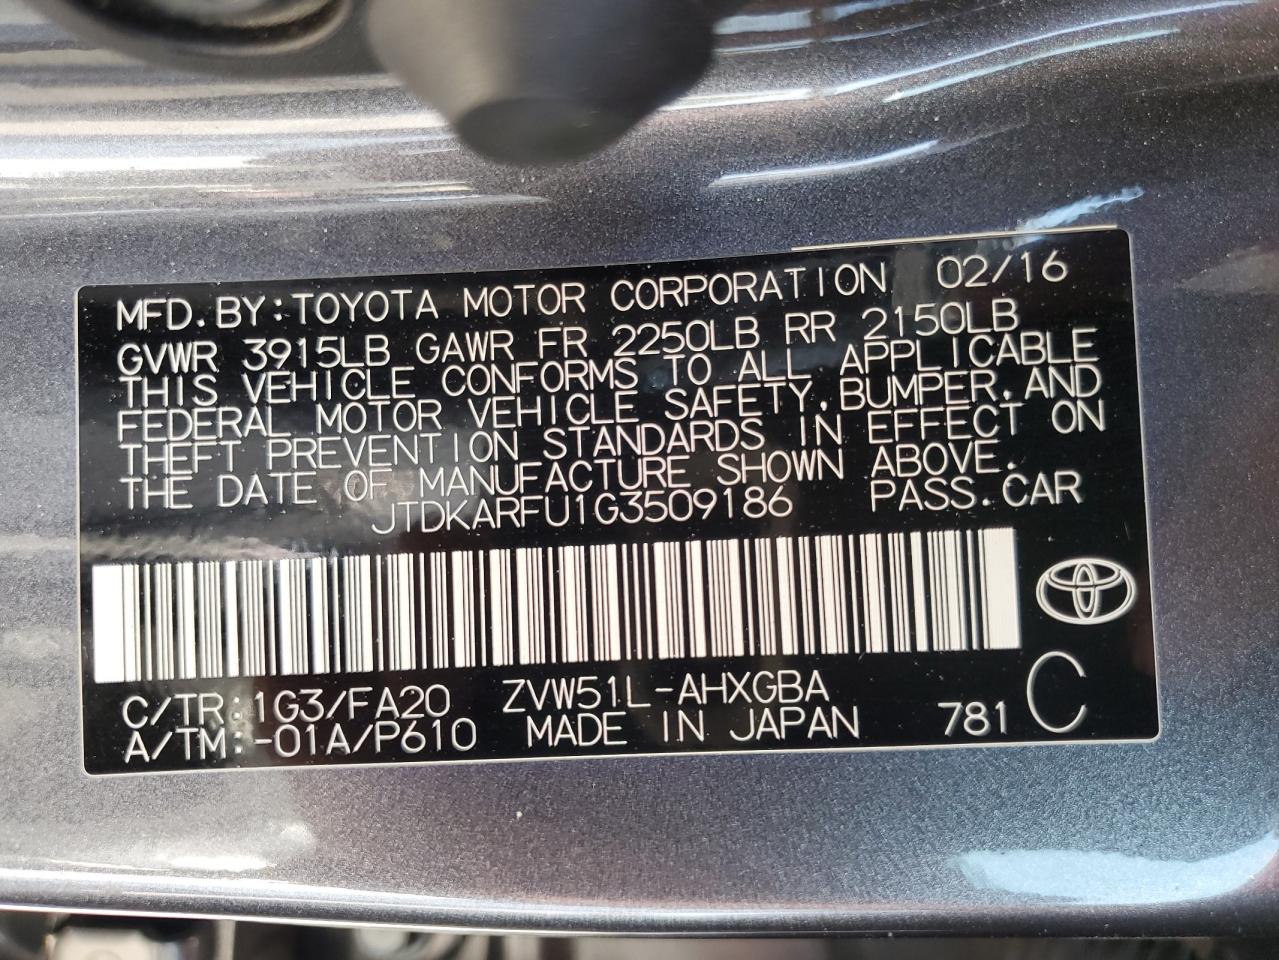 MFD. BY: TOYOTA MOTOR CORPORATION 02/16
GVWR 3915LB GAWR FR 2250LB RR 2150LB
THIS VEHICLE CONFORMS TO ALL APPLICABLE
FEDERAL MOTOR VEHICLE SAFETY, BUMPER, AND
THEFT PREVENTION STANDARDS IN EFFECT ON
THE DATE OF MANUFACTURE SHOWN ABOVE.
JTDKARFU1G3509186 PASS. CAR
C/TR: 1G3/FA20 ZVW51L-AHXGBA
A/TM: -01A/P610 MADE IN JAPAN 781 C